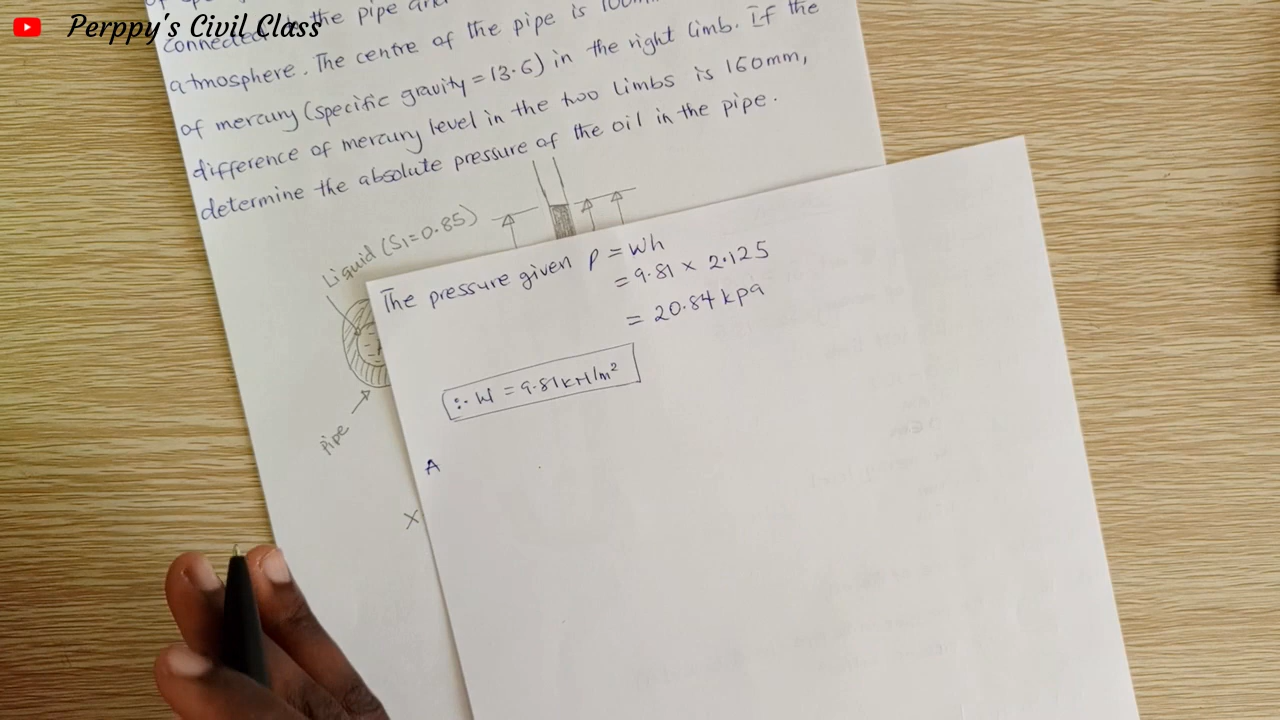 Perppy's Civil Class
connected the pipe and
atmosphere. The centre of the pipe is 100mm
of mercury (specific gravity = 13.6) in the right limb. If the
difference of mercury level in the two limbs is 160mm,
determine the absolute pressure of the oil in the pipe.
Liquid (S1=0.85)
pipe
X
The pressure given P = Wh
= 9.81 × 2.125
= 20.84 kpa
∴ W = 9.81 kN/m²
A